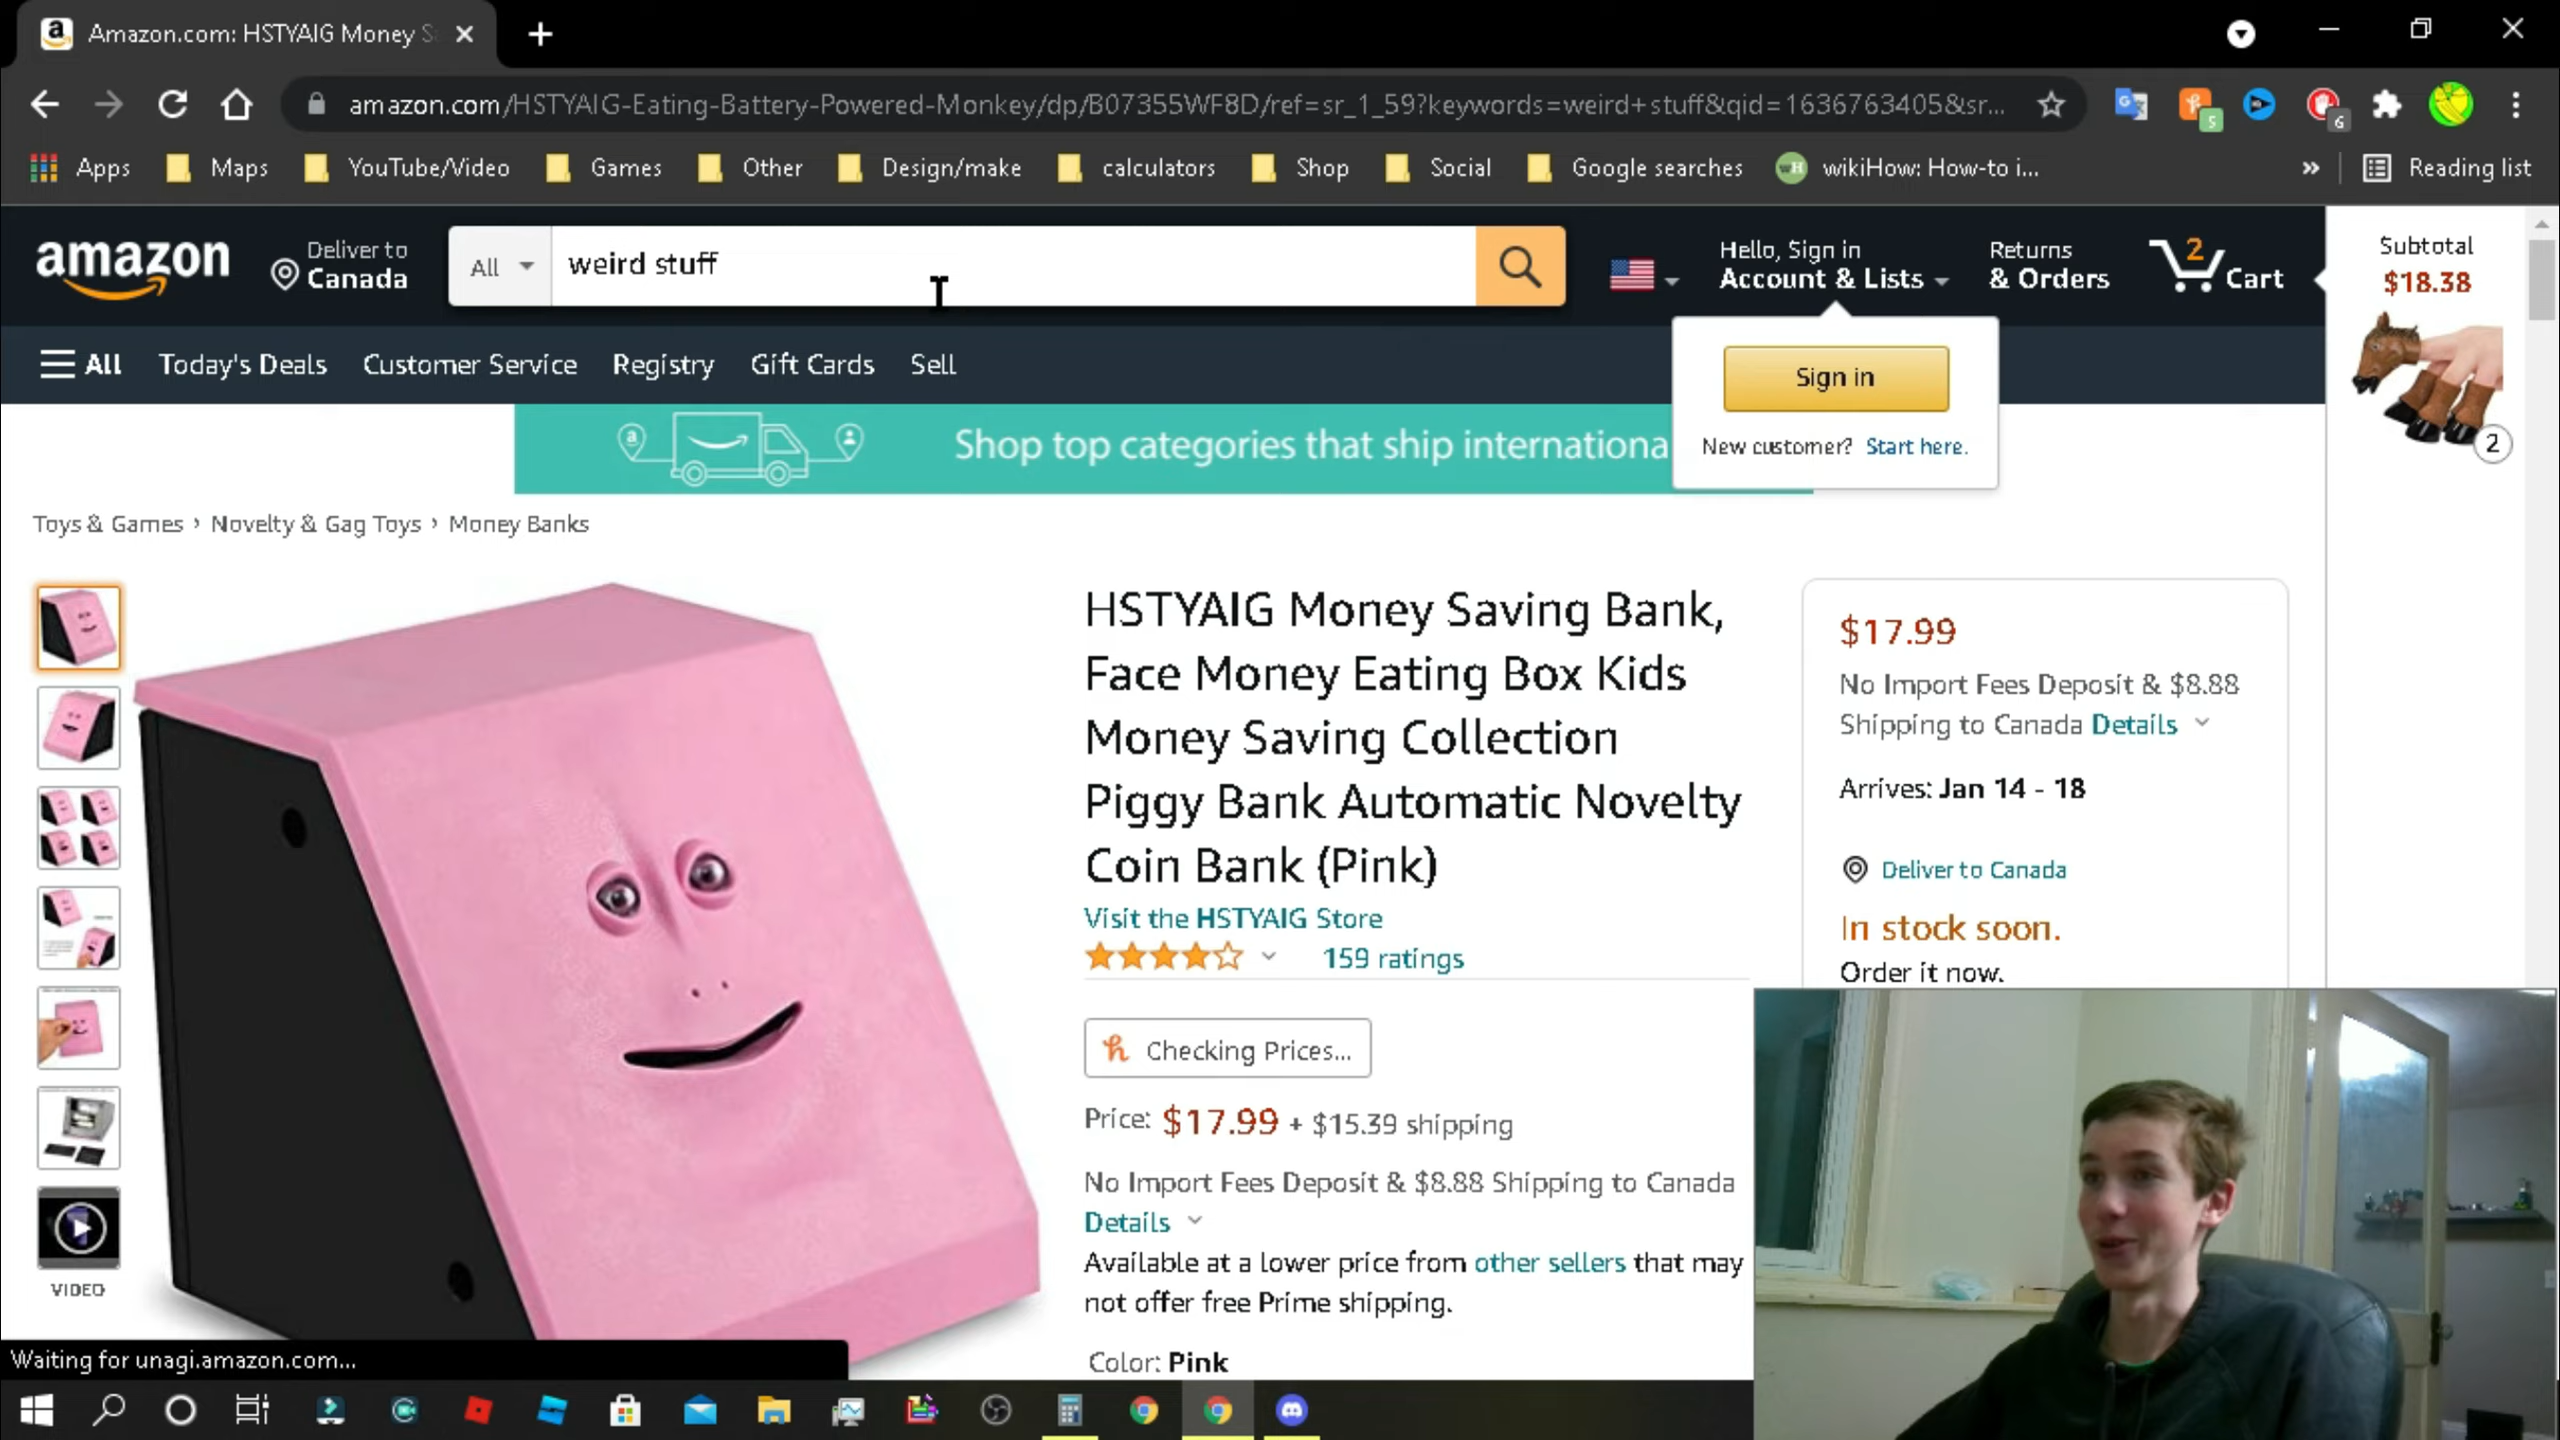 Amazon.com: HSTYAIG Money S
amazon.com/HSTYAIG-Eating-Battery-Powered-Monkey/dp/B07355WF8D/ref=sr_1_59?keywords=weird+stuff&qid=1636763405&sr...
S
6
Apps
Maps
YouTube/Video
Games
Other
Design/make
calculators
Shop
Social
Google searches
wH
wikiHow: How-to i...
»
Reading list
amazon
Deliver to
Canada
All
weird stuff
Hello, Sign in
Account & Lists
Returns
& Orders
2
Cart
Subtotal
$18.38
2
All
Today's Deals
Customer Service
Registry
Gift Cards
Sell
Sign in
New customer? Start here.
Shop top categories that ship internationa
Toys & Games › Novelty & Gag Toys › Money Banks
HSTYAIG Money Saving Bank,
Face Money Eating Box Kids
Money Saving Collection
Piggy Bank Automatic Novelty
Coin Bank (Pink)
Visit the HSTYAIG Store
159 ratings
Checking Prices...
Price: $17.99 + $15.39 shipping
No Import Fees Deposit & $8.88 Shipping to Canada
Details
Available at a lower price from other sellers that may
not offer free Prime shipping.
Color: Pink
$17.99
No Import Fees Deposit & $8.88
Shipping to Canada Details
Arrives: Jan 14 - 18
Deliver to Canada
In stock soon.
Order it now.
VIDEO
Waiting for unagi.amazon.com...